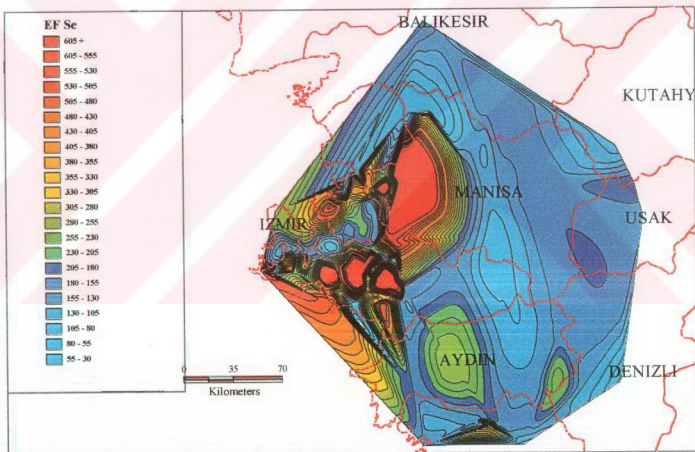 EF Se
605 +
605 - 555
555 - 530
530 - 505
505 - 480
480 - 430
430 - 405
405 - 380
380 - 355
355 - 330
330 - 305
305 - 280
280 - 255
255 - 230
230 - 205
205 - 180
180 - 155
155 - 130
130 - 105
105 - 80
80 - 55
55 - 30
BALIKESIR
KUTAHY
MANISA
USAK
IZMIR
AYDIN
DENIZLI
0 35 70
Kilometers